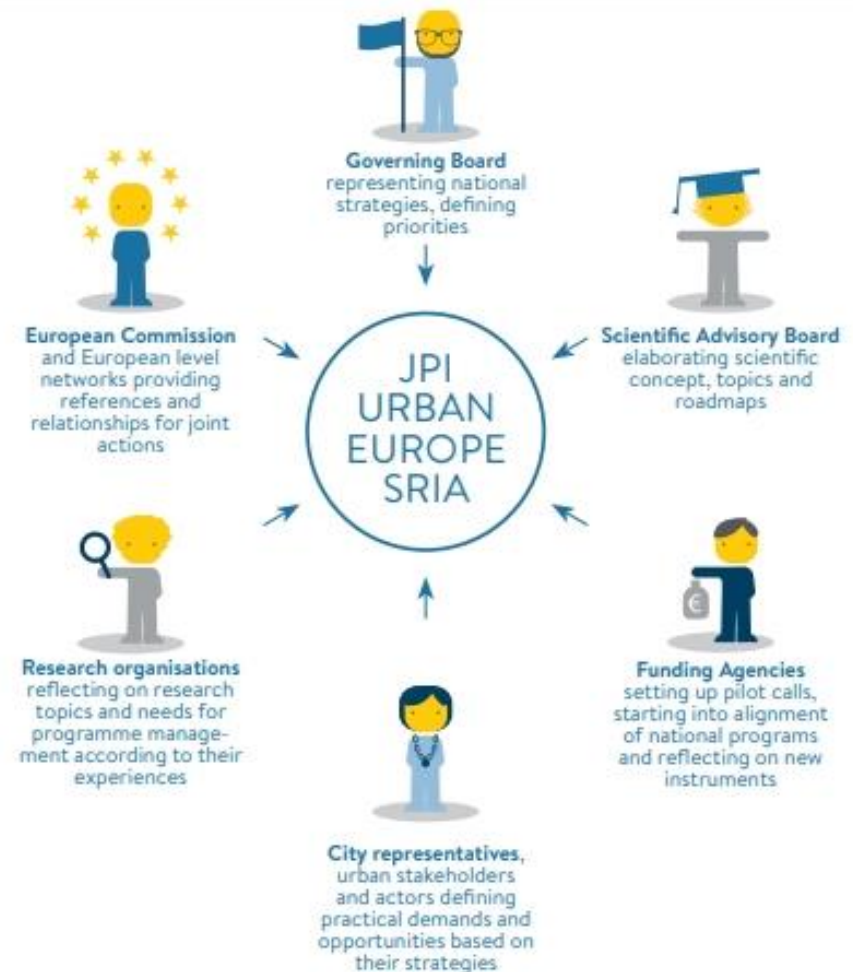 Governing Board
representing national
strategies, defining
priorities
European Commission
and European level
networks providing
references and
relationships for joint
actions
JPI
URBAN
EUROPE
SRIA
Scientific Advisory Board
elaborating scientific
concept, topics and
roadmaps
€
Research organisations
reflecting on research
topics and needs for
programme manage-
ment according to their
experiences
Funding Agencies
setting up pilot calls,
starting into alignment
of national programs
and reflecting on new
instruments
City representatives,
urban stakeholders
and actors defining
practical demands and
opportunities based on
their strategies